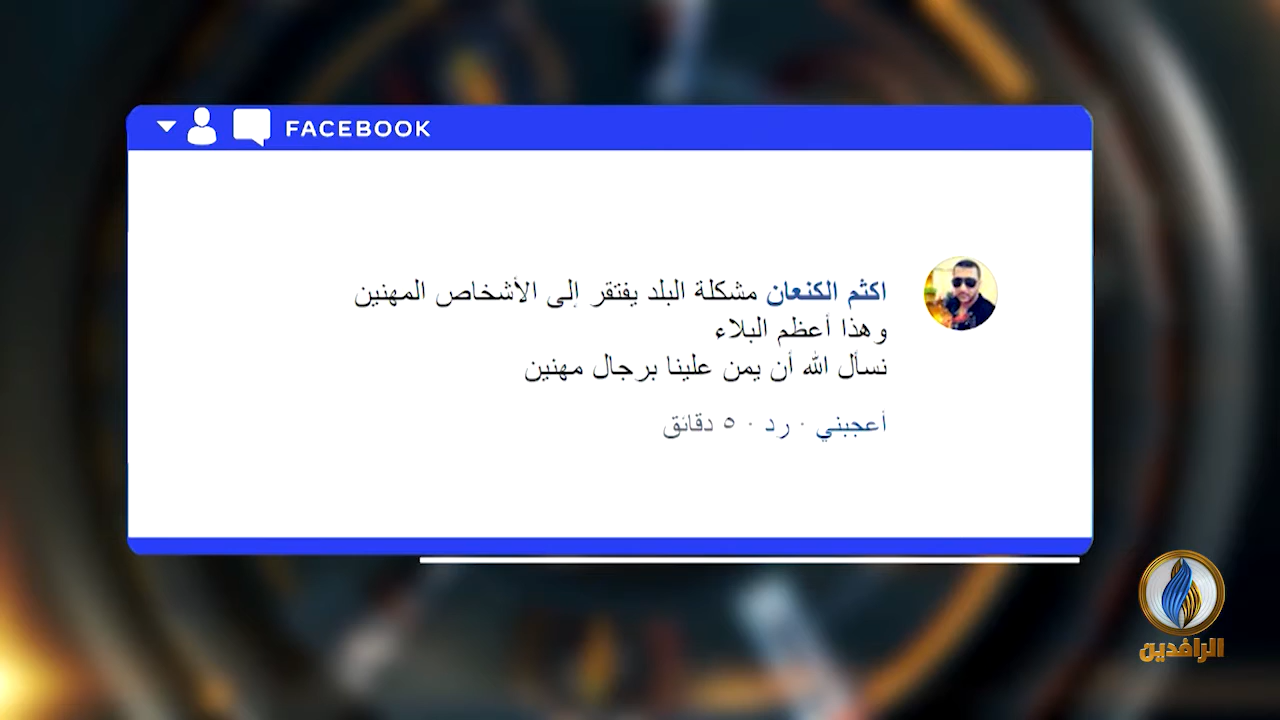 FACEBOOK
اكثم الكنعان مشكلة البلد يفتقر إلى الأشخاص المهنين
وهذا أعظم البلاء
نسأل الله أن يمن علينا برجال مهنين
أعجبني · رد · ٥ دقائق
الرافدين